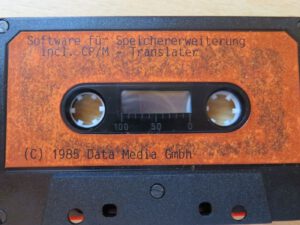 Software für Speichererweiterung
Incl. CP/M - Translater
100 50 0
(C) 1985 Data Media Gmbh